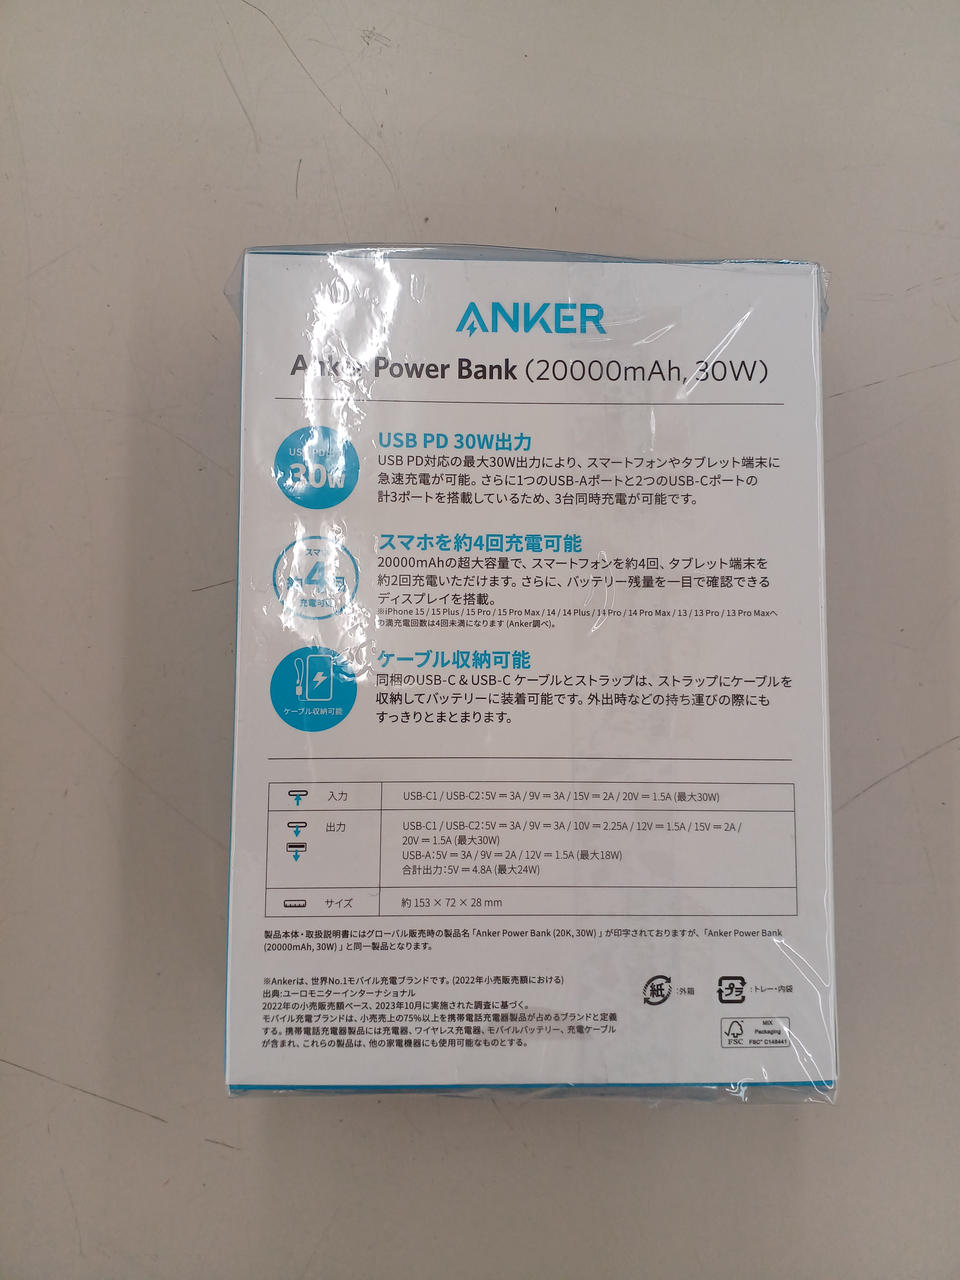 ANKER
Anker Power Bank (20000mAh, 30W)
USB PD
30W
USB PD 30W出力
USB PD対応の最大30W出力により、スマートフォンやタブレット端末に
急速充電が可能。さらに1つのUSB-Aポートと2つのUSB-Cポートの
計3ポートを搭載しているため、3台同時充電が可能です。
スマホ
約4回
充電可能
スマホを約4回充電可能
20000mAhの超大容量で、スマートフォンを約4回、タブレット端末を
約2回充電いただけます。さらに、バッテリー残量を一目で確認できる
ディスプレイを搭載。
※iPhone 15 / 15 Plus / 15 Pro / 15 Pro Max / 14 / 14 Plus / 14 Pro / 14 Pro Max / 13 / 13 Pro / 13 Pro Maxへ
の満充電回数は4回未満になります (Anker調べ)。
ケーブル収納可能
ケーブル収納可能
同梱のUSB-C & USB-C ケーブルとストラップは、ストラップにケーブルを
収納してバッテリーに装着可能です。外出時などの持ち運びの際にも
すっきりとまとまります。
入力 USB-C1 / USB-C2:5V ⎓ 3A / 9V ⎓ 3A / 15V ⎓ 2A / 20V ⎓ 1.5A (最大30W)
出力 USB-C1 / USB-C2:5V ⎓ 3A / 9V ⎓ 3A / 10V ⎓ 2.25A / 12V ⎓ 1.5A / 15V ⎓ 2A /
20V ⎓ 1.5A (最大30W)
USB-A:5V ⎓ 3A / 9V ⎓ 2A / 12V ⎓ 1.5A (最大18W)
合計出力:5V ⎓ 4.8A (最大24W)
サイズ 約 153 × 72 × 28 mm
製品本体・取扱説明書にはグローバル販売時の製品名「Anker Power Bank (20K, 30W) 」が印字されておりますが、「Anker Power Bank
(20000mAh, 30W) 」と同一製品となります。
※Ankerは、世界No.1モバイル充電ブランドです。(2022年小売販売額における)
出典:ユーロモニターインターナショナル
2022年の小売販売額ベース、2023年10月に実施された調査に基づく。
モバイル充電ブランドは、小売売上の75%以上を携帯電話充電器製品が占めるブランドと定義
する。携帯電話充電器製品には充電器、ワイヤレス充電器、モバイルバッテリー、充電ケーブル
が含まれ、これらの製品は、他の家電機器にも使用可能なものとする。
紙 :外箱
プラ :トレー・内袋
FSC
MIX
Packaging
FSC® C148441